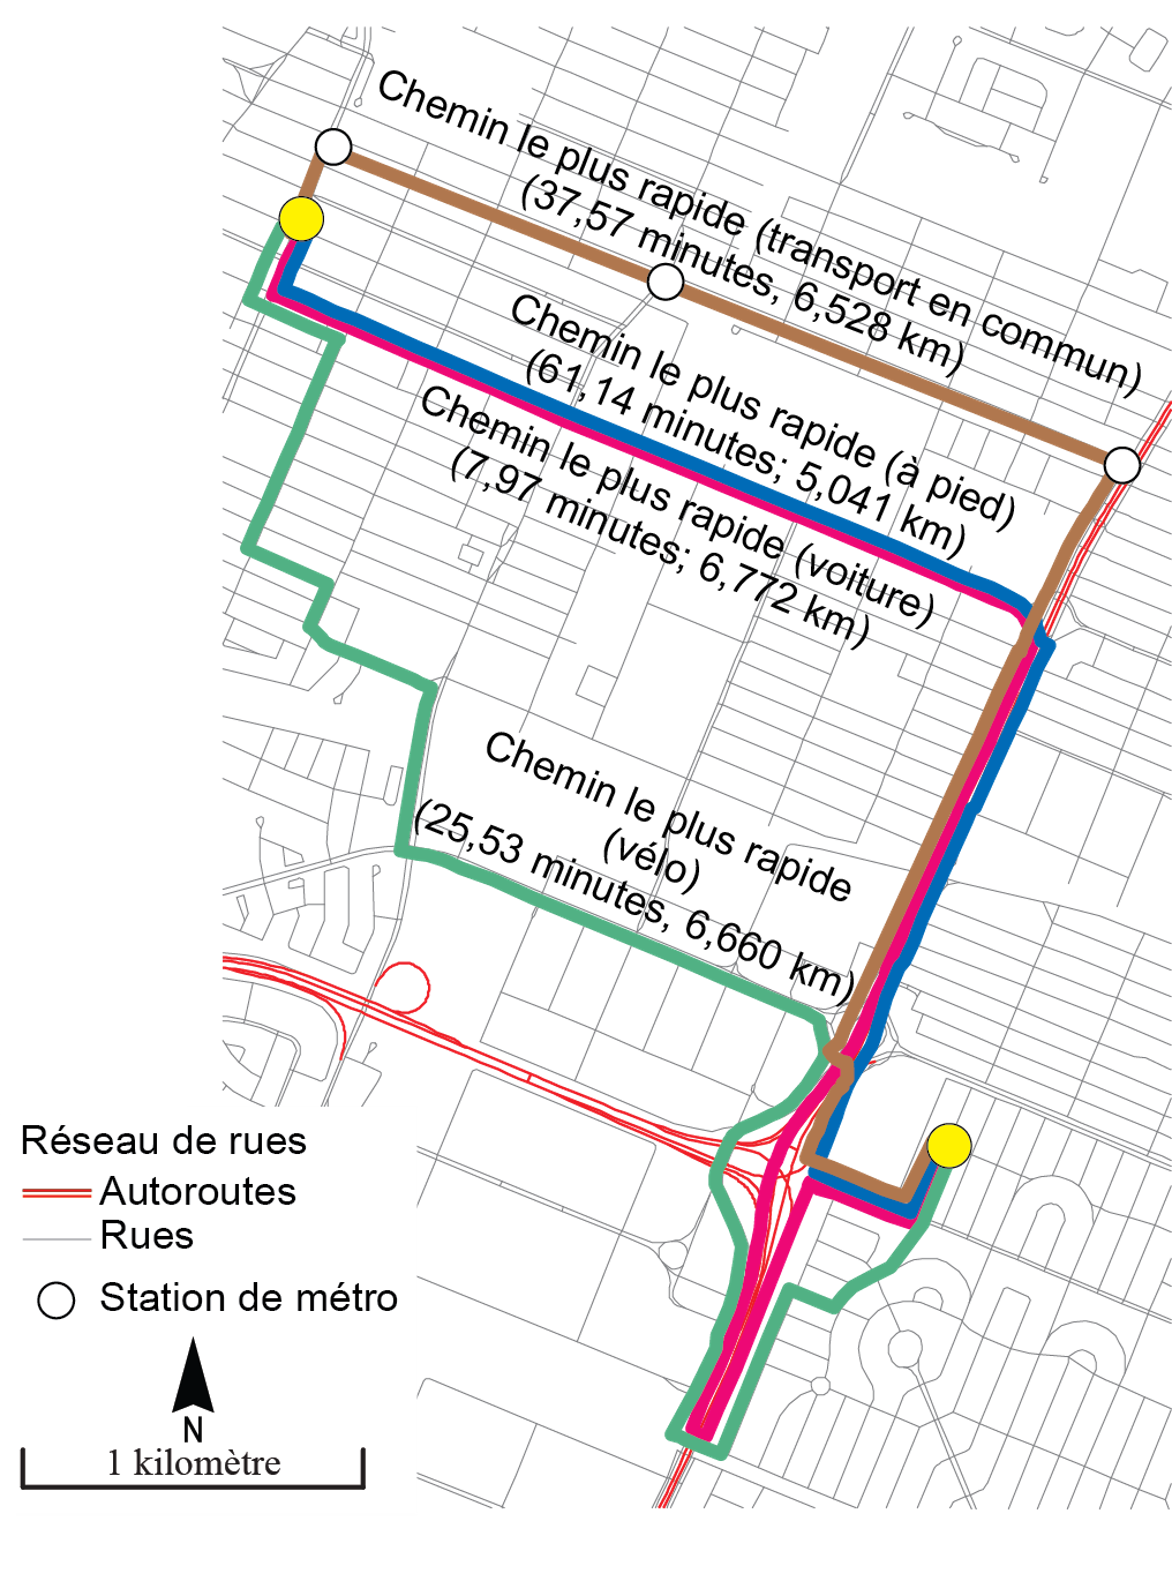 Chemin le plus rapide (transport en commun)
(37,57 minutes, 6,528 km)
Chemin le plus rapide (à pied)
(61,14 minutes; 5,041 km)
Chemin le plus rapide (voiture)
(7,97 minutes; 6,772 km)
Chemin le plus rapide
(vélo)
(25,53 minutes, 6,660 km)
Réseau de rues
Autoroutes
Rues
Station de métro
N
1 kilomètre